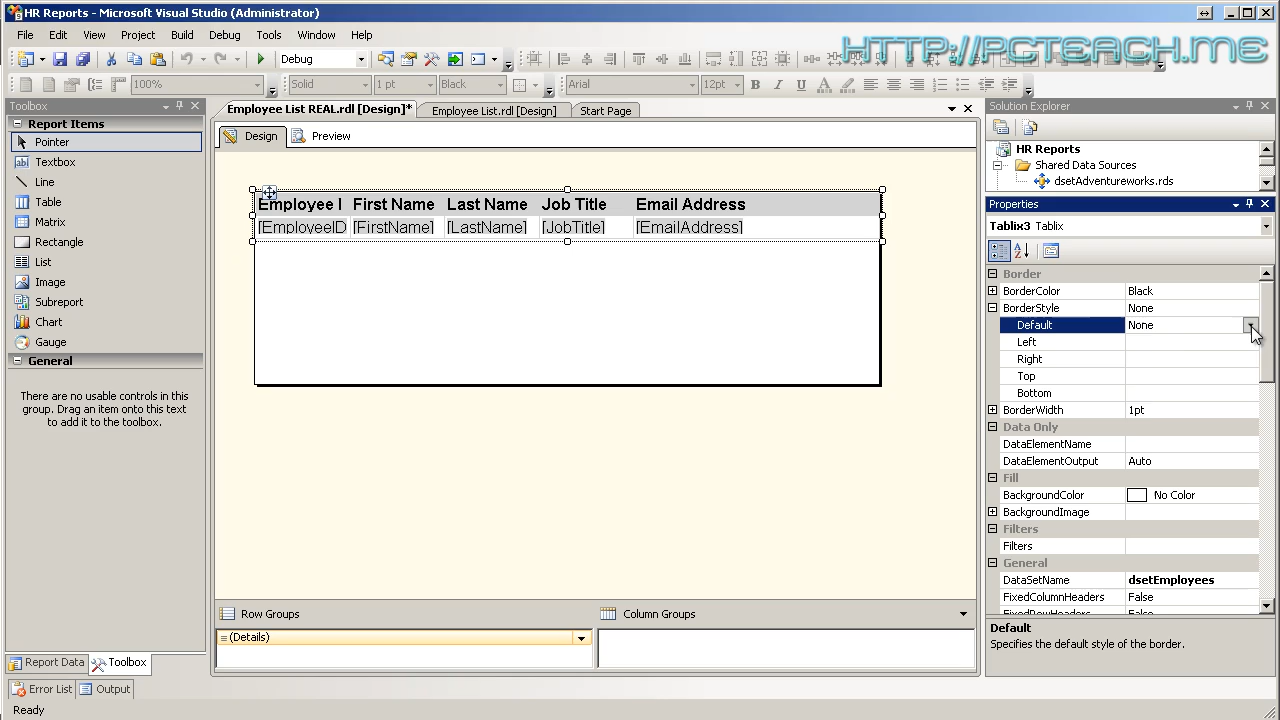 HR Reports - Microsoft Visual Studio (Administrator)
File Edit View Project Build Debug Tools Window Help
HTTP://PCTEACH.ME
Debug
100% Solid 1 pt Black Arial 12pt B I U A
Toolbox
Report Items
Pointer
Textbox
Line
Table
Matrix
Rectangle
List
Image
Subreport
Chart
Gauge
General
There are no usable controls in this
group. Drag an item onto this text
to add it to the toolbox.
Report Data Toolbox
Error List Output
Ready
Employee List REAL.rdl [Design]* Employee List.rdl [Design] Start Page
Design Preview
Employee I First Name Last Name Job Title Email Address
[EmployeeID [FirstName] [LastName] [JobTitle] [EmailAddress]
Row Groups Column Groups
(Details)
Solution Explorer
HR Reports
Shared Data Sources
dsetAdventureworks.rds
Properties
Tablix3 Tablix
Border
BorderColor Black
BorderStyle None
Default None
Left
Right
Top
Bottom
BorderWidth 1pt
Data Only
DataElementName
DataElementOutput Auto
Fill
BackgroundColor No Color
BackgroundImage
Filters
Filters
General
DataSetName dsetEmployees
FixedColumnHeaders False
FixedRowHeaders False
Default
Specifies the default style of the border.